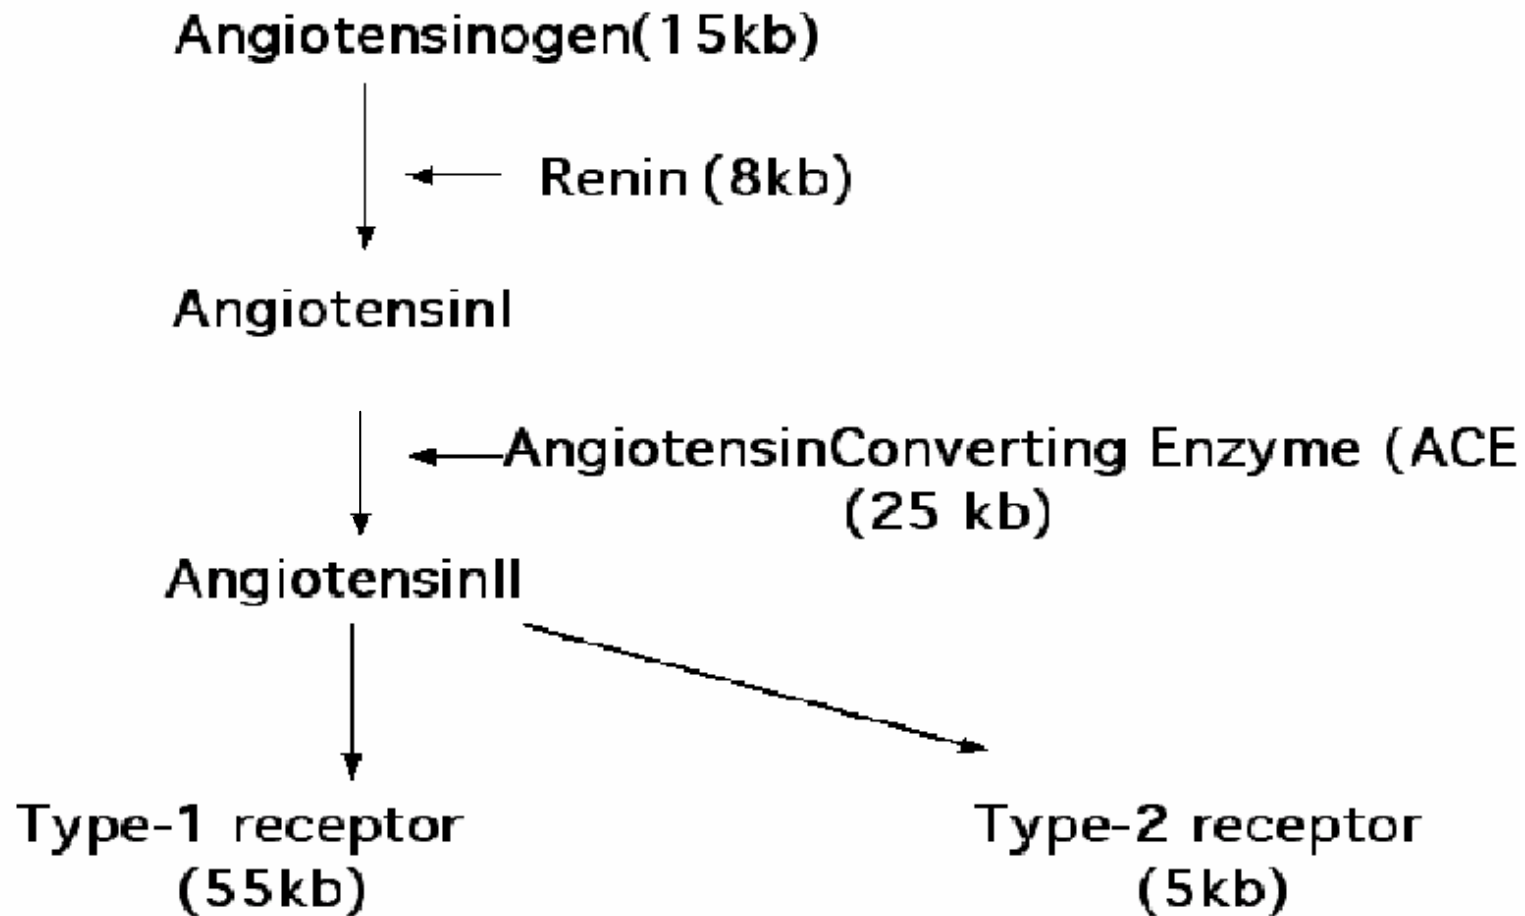 Angiotensinogen(15kb)
Renin (8kb)
AngiotensinI
AngiotensinConverting Enzyme (ACE
(25 kb)
AngiotensinII
Type-1 receptor
(55kb)
Type-2 receptor
(5kb)